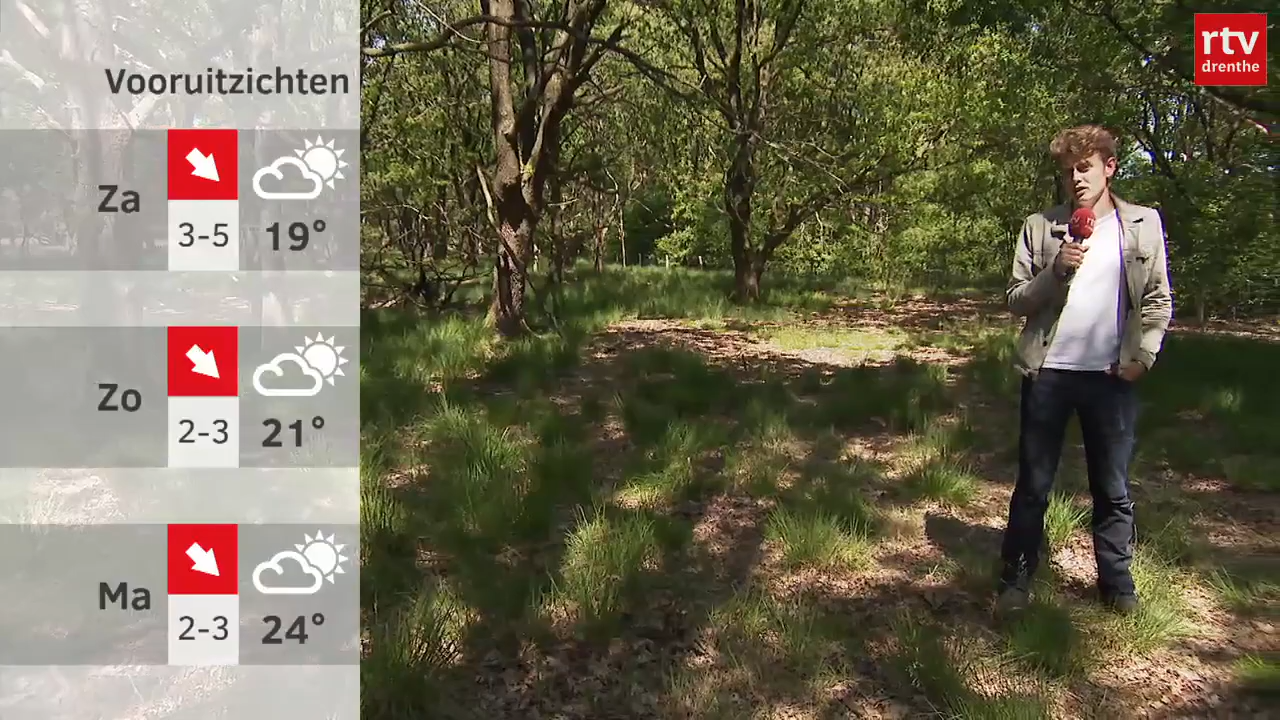 Vooruitzichten
Za
3-5
19°
Zo
2-3
21°
Ma
2-3
24°
rtv
drenthe